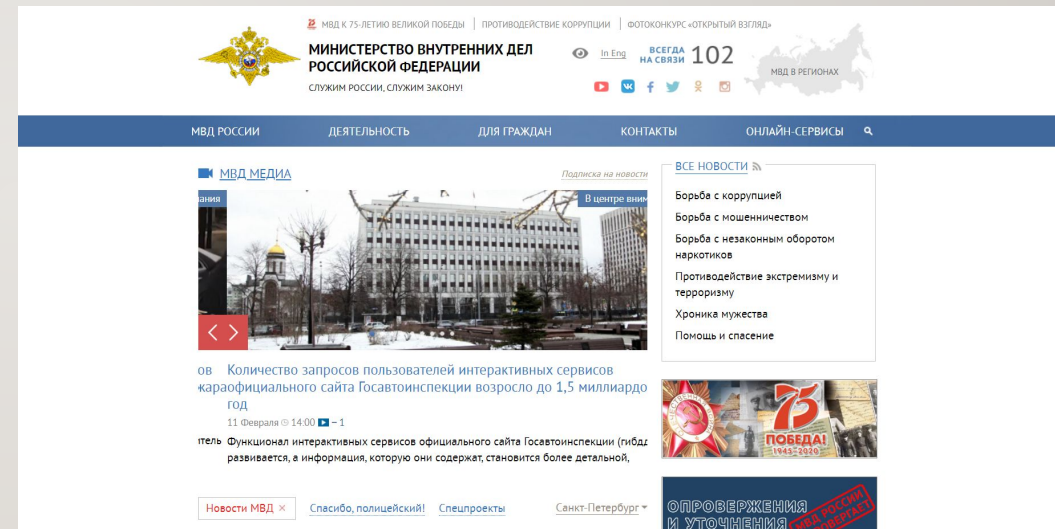 МВД К 75-ЛЕТИЮ ВЕЛИКОЙ ПОБЕДЫ ПРОТИВОДЕЙСТВИЕ КОРРУПЦИИ ФОТОКОНКУРС «ОТКРЫТЫЙ ВЗГЛЯД»
МИНИСТЕРСТВО ВНУТРЕННИХ ДЕЛ
РОССИЙСКОЙ ФЕДЕРАЦИИ
СЛУЖИМ РОССИИ, СЛУЖИМ ЗАКОНУ!
In Eng
ВСЕГДА
НА СВЯЗИ 102
МВД В РЕГИОНАХ
МВД РОССИИ ДЕЯТЕЛЬНОСТЬ ДЛЯ ГРАЖДАН КОНТАКТЫ ОНЛАЙН-СЕРВИСЫ
МВД МЕДИА Подписка на новости
ания В центре вним
ов Количество запросов пользователей интерактивных сервисов
караофициального сайта Госавтоинспекции возросло до 1,5 миллиардо
год
11 Февраля 14:00 – 1
итель Функционал интерактивных сервисов официального сайта Госавтоинспекции (гибдд
развивается, а информация, которую они содержат, становится более детальной,
Новости МВД × Спасибо, полицейский! Спецпроекты Санкт-Петербург
ВСЕ НОВОСТИ
Борьба с коррупцией
Борьба с мошенничеством
Борьба с незаконным оборотом
наркотиков
Противодействие экстремизму и
терроризму
Хроника мужества
Помощь и спасение
75
ПОБЕДА!
1945-2020
ОПРОВЕРЖЕНИЯ
И УТОЧНЕНИЯ
МВД РОССИИ
ОПРОВЕРГАЕТ